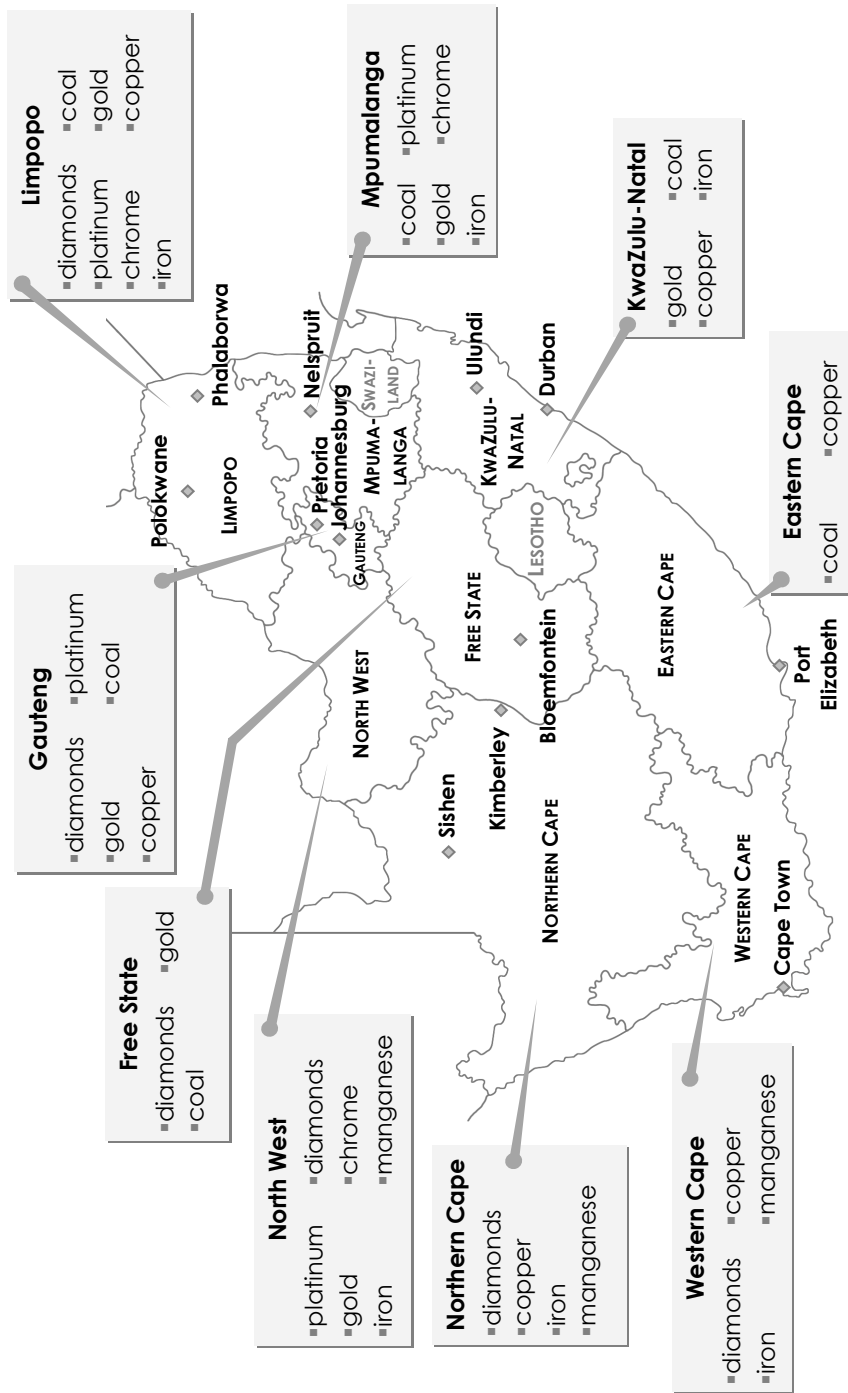 Limpopo
▪diamonds ▪coal
▪platinum ▪gold
▪chrome ▪copper
▪iron
Mpumalanga
▪coal ▪platinum
▪gold ▪chrome
▪iron
KwaZulu-Natal
▪gold ▪coal
▪copper ▪iron
Eastern Cape
▪coal ▪copper
Gauteng
▪diamonds ▪platinum
▪gold ▪coal
▪copper
Free State
▪diamonds ▪gold
▪coal
North West
▪platinum ▪diamonds
▪gold ▪chrome
▪iron ▪manganese
Northern Cape
▪diamonds
▪copper
▪iron
▪manganese
Western Cape
▪diamonds ▪copper
▪iron ▪manganese
Polokwane
Phalaborwa
LIMPOPO
Nelspruit
Pretoria
Johannesburg
GAUTENG
MPUMA-
LANGA
SWAZI-
LAND
NORTH WEST
Ulundi
KWAZULU-
NATAL
Durban
FREE STATE
LESOTHO
Bloemfontein
Kimberley
Sishen
NORTHERN CAPE
EASTERN CAPE
Port
Elizabeth
WESTERN CAPE
Cape Town